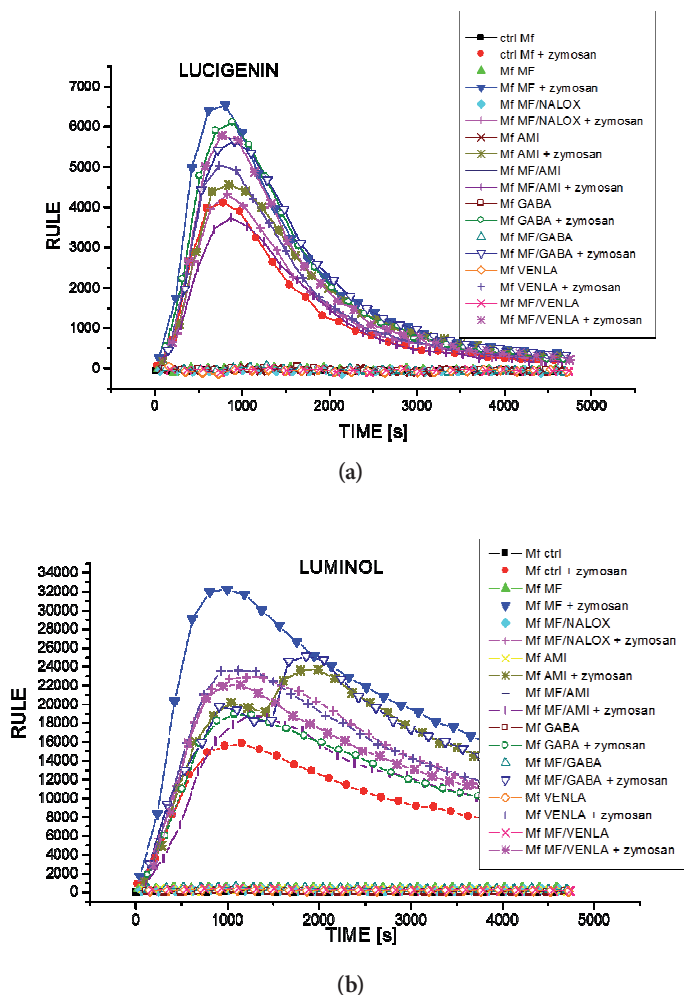 LUCIGENIN
ctrl Mf
ctrl Mf + zymosan
Mf MF
Mf MF + zymosan
Mf MF/NALOX
Mf MF/NALOX + zymosan
Mf AMI
Mf AMI + zymosan
Mf MF/AMI
Mf MF/AMI + zymosan
Mf GABA
Mf GABA + zymosan
Mf MF/GABA
Mf MF/GABA + zymosan
Mf VENLA
Mf VENLA + zymosan
Mf MF/VENLA
Mf MF/VENLA + zymosan
RULE
7000
6000
5000
4000
3000
2000
1000
0
0 1000 2000 3000 4000 5000
TIME [s]
(a)
LUMINOL
Mf ctrl
Mf ctrl + zymosan
Mf MF
Mf MF + zymosan
Mf MF/NALOX
Mf MF/NALOX + zymosan
Mf AMI
Mf AMI + zymosan
Mf MF/AMI
Mf MF/AMI + zymosan
Mf GABA
Mf GABA + zymosan
Mf MF/GABA
Mf MF/GABA + zymosan
Mf VENLA
Mf VENLA + zymosan
Mf MF/VENLA
Mf MF/VENLA + zymosan
RULE
34000
32000
30000
28000
26000
24000
22000
20000
18000
16000
14000
12000
10000
8000
6000
4000
2000
0
0 1000 2000 3000 4000 5000
TIME [s]
(b)